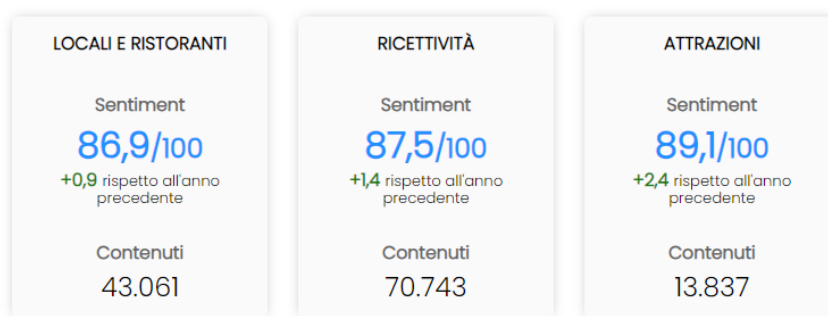 LOCALI E RISTORANTI
Sentiment
86,9/100
+0,9 rispetto all'anno
precedente
Contenuti
43.061
RICETTIVITÀ
Sentiment
87,5/100
+1,4 rispetto all'anno
precedente
Contenuti
70.743
ATTRAZIONI
Sentiment
89,1/100
+2,4 rispetto all'anno
precedente
Contenuti
13.837